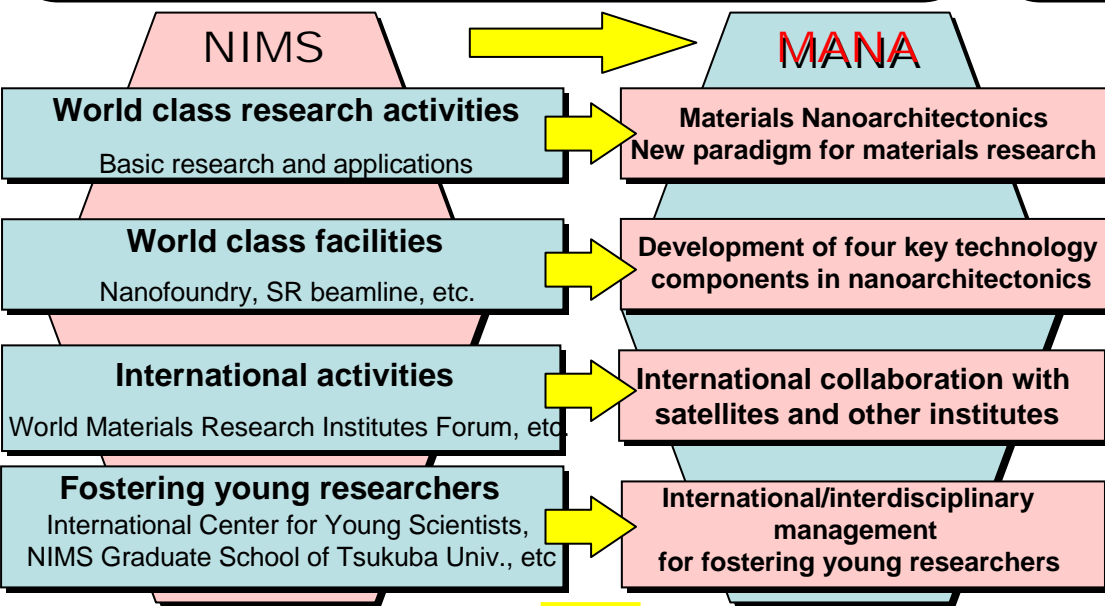 NIMS
MANA
World class research activities
Basic research and applications
Materials Nanoarchitectonics
New paradigm for materials research
World class facilities
Nanofoundry, SR beamline, etc.
Development of four key technology
components in nanoarchitectonics
International activities
World Materials Research Institutes Forum, etc.
International collaboration with
satellites and other institutes
Fostering young researchers
International Center for Young Scientists,
NIMS Graduate School of Tsukuba Univ., etc
International/interdisciplinary
management
for fostering young researchers